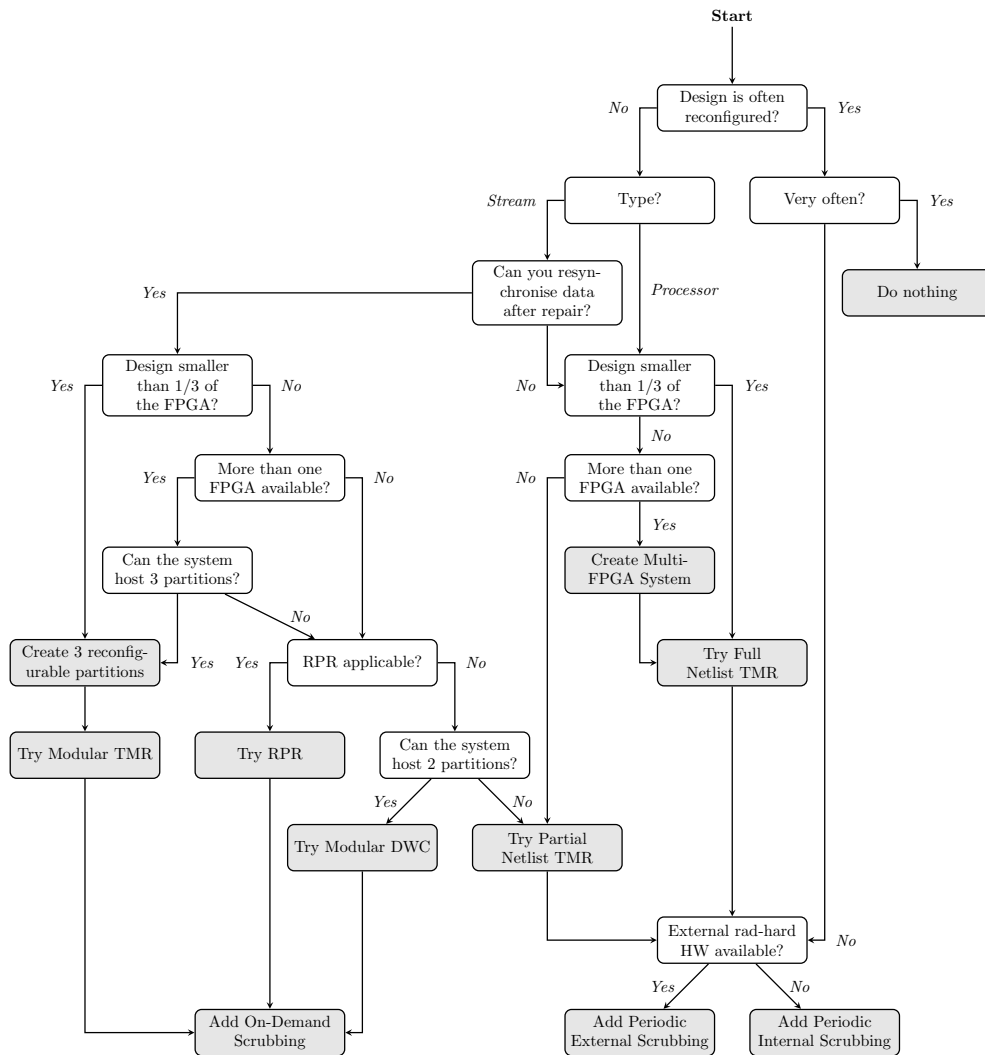 Start
Design is often
reconfigured?
No
Yes
Type?
Very often?
Stream
Yes
Can you resyn-
chronise data
after repair?
Yes
Processor
Do nothing
Design smaller
than 1/3 of
the FPGA?
Yes
No
Design smaller
than 1/3 of
the FPGA?
No
Yes
No
More than one
FPGA available?
Yes
No
More than one
FPGA available?
No
Yes
Can the system
host 3 partitions?
Create Multi-
FPGA System
No
Create 3 reconfig-
urable partitions
Yes
RPR applicable?
Yes
No
Try Full
Netlist TMR
Try Modular TMR
Try RPR
Can the system
host 2 partitions?
Yes
No
Try Modular DWC
Try Partial
Netlist TMR
External rad-hard
HW available?
No
Yes
No
Add On-Demand
Scrubbing
Add Periodic
External Scrubbing
Add Periodic
Internal Scrubbing